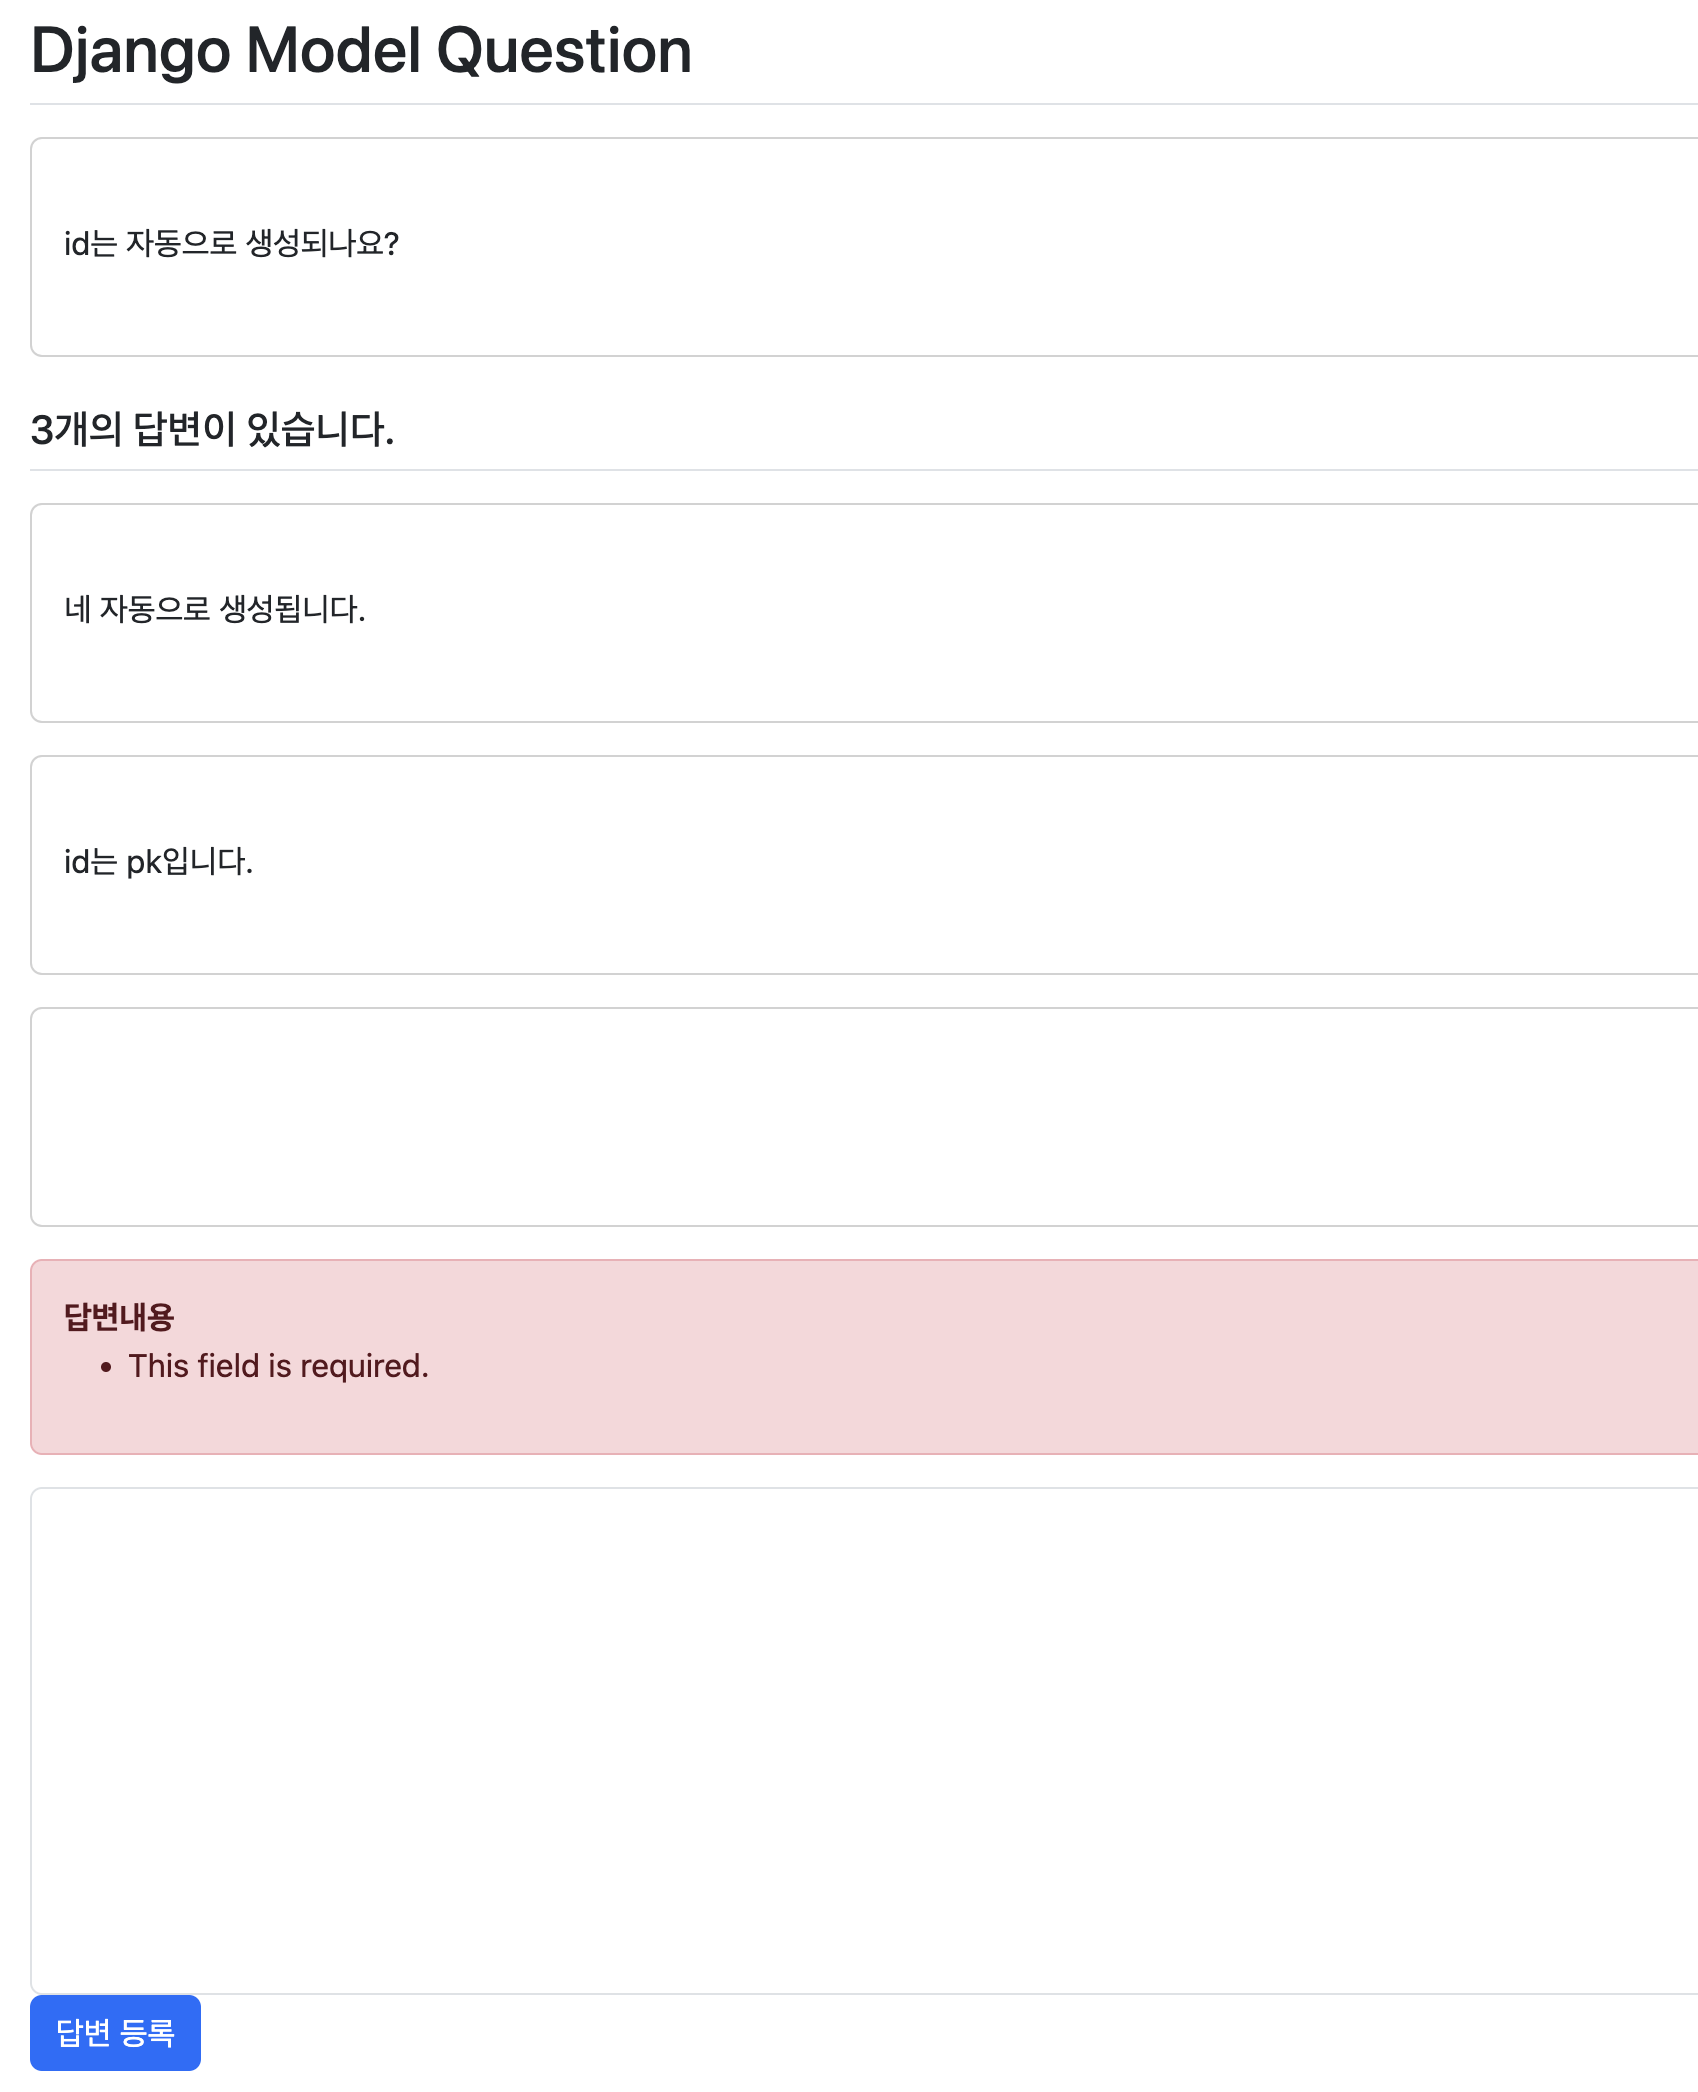 Django Model Question
id는 자동으로 생성되나요?
3개의 답변이 있습니다.
네 자동으로 생성됩니다.
id는 pk입니다.
답변내용
• This field is required.
답변 등록